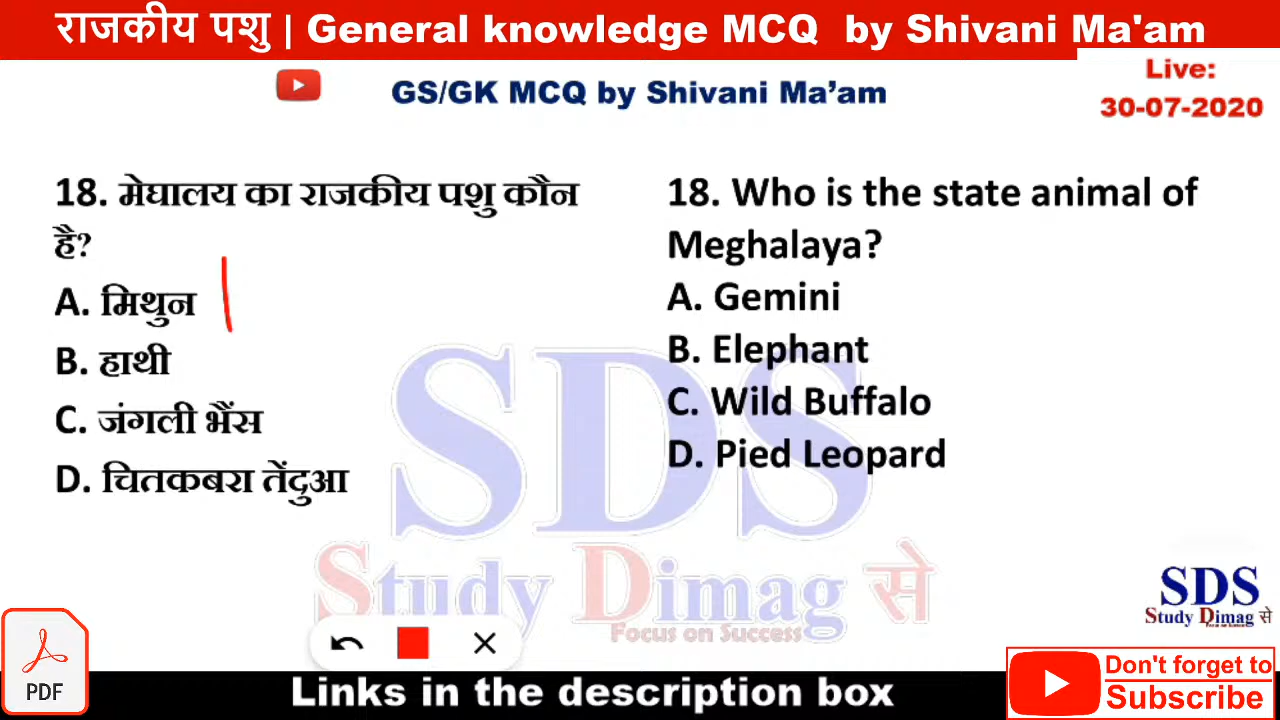 राजकीय पशु | General knowledge MCQ by Shivani Ma'am
Live:
30-07-2020
GS/GK MCQ by Shivani Ma’am
18. मेघालय का राजकीय पशु कौन
है?
A. मिथुन
B. हाथी
C. जंगली भैंस
D. चितकबरा तेंदुआ
18. Who is the state animal of
Meghalaya?
A. Gemini
B. Elephant
C. Wild Buffalo
D. Pied Leopard
SDS
Study Dimag से
Focus on Success
SDS
Study Dimag से
Focus on Success
PDF
Links in the description box
Don't forget to
Subscribe